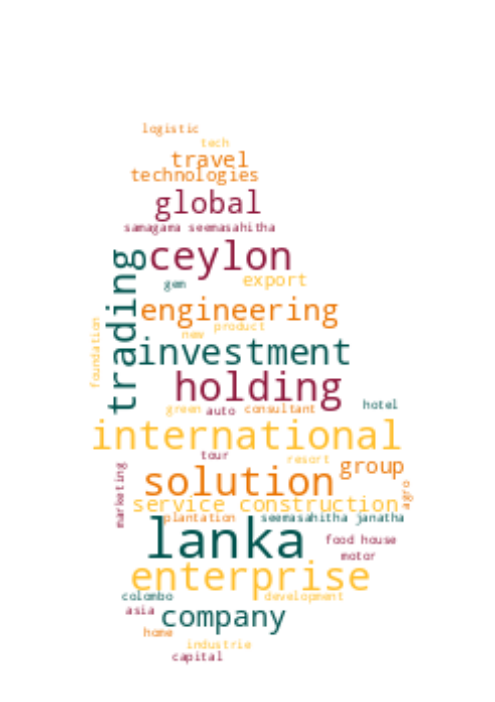 logistic
tech
travel
technologies
global
samagama seemasahitha
ceylon
trading
gem
export
engineering
product
new
foundation
investment
holding
green
auto
consultant
hotel
international
tour
resort
group
marketing
solution
agro
service construction
plantation
seemasahitha janatha
lanka
food house
motor
enterprise
colombo
development
asia
company
home
industrie
capital